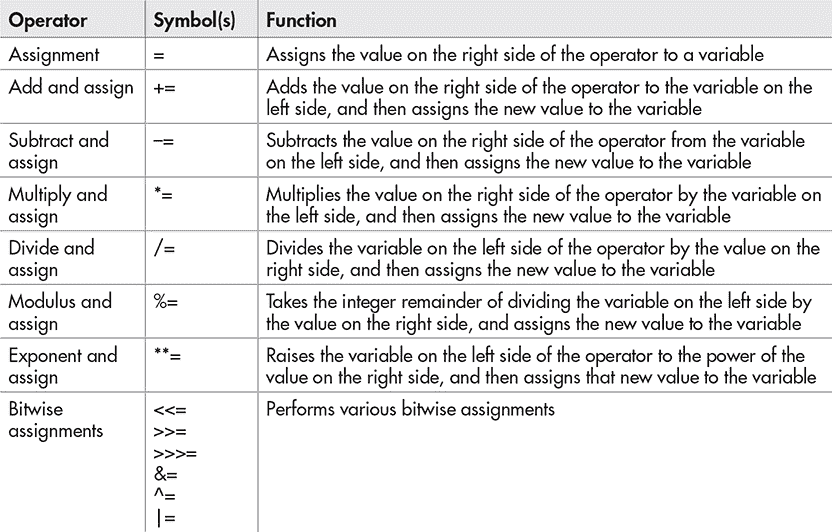 Operator Symbol(s) Function
Assignment = Assigns the value on the right side of the operator to a variable
Add and assign += Adds the value on the right side of the operator to the variable on the
left side, and then assigns the new value to the variable
Subtract and –= Subtracts the value on the right side of the operator from the variable
assign on the left side, and then assigns the new value to the variable
Multiply and *= Multiplies the value on the right side of the operator by the variable on
assign the left side, and then assigns the new value to the variable
Divide and /= Divides the variable on the left side of the operator by the value on the
assign right side, and then assigns the new value to the variable
Modulus and %= Takes the integer remainder of dividing the variable on the left side by
assign the value on the right side, and assigns the new value to the variable
Exponent and **= Raises the variable on the left side of the operator to the power of the
assign value on the right side, and then assigns that new value to the variable
Bitwise <<= Performs various bitwise assignments
assignments >>=
>>>=
&=
^=
|=